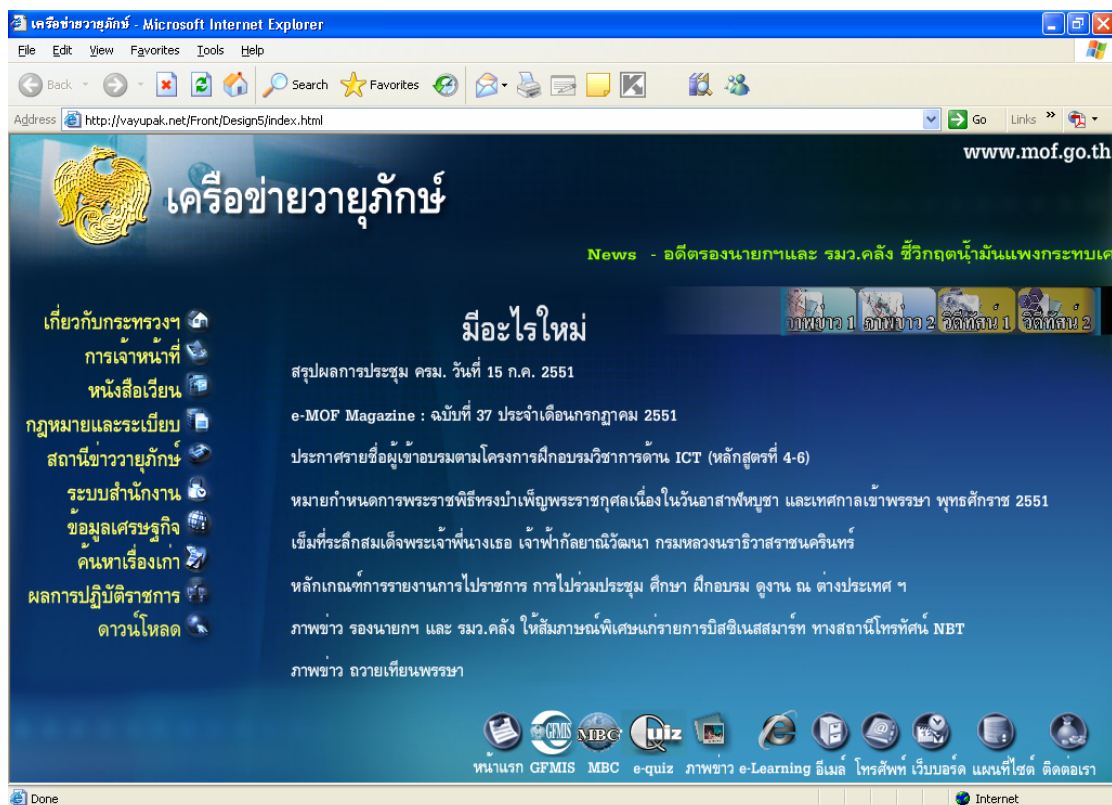 เครือข่ายวายุภักษ์ - Microsoft Internet Explorer
File Edit View Favorites Tools Help
Back Search Favorites
Address http://vayupak.net/Front/Design5/index.html Go Links
www.mof.go.th
เครือข่ายวายุภักษ์
News - อดีตรองนายกฯและ รมว.คลัง ชี้วิกฤตน้ำมันแพงกระทบเศ
ภาพข่าว 1 ภาพข่าว 2 วิดีทัศน์ 1 วิดีทัศน์ 2
เกี่ยวกับกระทรวงฯ
การเจ้าหน้าที่
หนังสือเวียน
กฎหมายและระเบียบ
สถานีข่าววายุภักษ์
ระบบสำนักงาน
ข้อมูลเศรษฐกิจ
ค้นหาเรื่องเก่า
ผลการปฏิบัติราชการ
ดาวน์โหลด
มีอะไรใหม่
สรุปผลการประชุม ครม. วันที่ 15 ก.ค. 2551
e-MOF Magazine : ฉบับที่ 37 ประจำเดือนกรกฎาคม 2551
ประกาศรายชื่อผู้เข้าอบรมตามโครงการฝึกอบรมวิชาการด้าน ICT (หลักสูตรที่ 4-6)
หมายกำหนดการพระราชพิธีทรงบำเพ็ญพระราชกุศลเนื่องในวันอาสาฬหบูชา และเทศกาลเข้าพรรษา พุทธศักราช 2551
เข็มที่ระลึกสมเด็จพระเจ้าพี่นางเธอ เจ้าฟ้ากัลยาณิวัฒนา กรมหลวงนราธิวาสราชนครินทร์
หลักเกณฑ์การรายงานการไปราชการ การไปร่วมประชุม ศึกษา ฝึกอบรม ดูงาน ณ ต่างประเทศ ฯ
ภาพข่าว รองนายกฯ และ รมว.คลัง ให้สัมภาษณ์พิเศษแก่รายการบิสซิเนสสมาร์ท ทางสถานีโทรทัศน์ NBT
ภาพข่าว ถวายเทียนพรรษา
GFMIS MBC Quiz
หน้าแรก GFMIS MBC e-quiz ภาพข่าว e-Learning อีเมล์ โทรศัพท์ เว็บบอร์ด แผนที่ไซต์ ติดต่อเรา
Done Internet